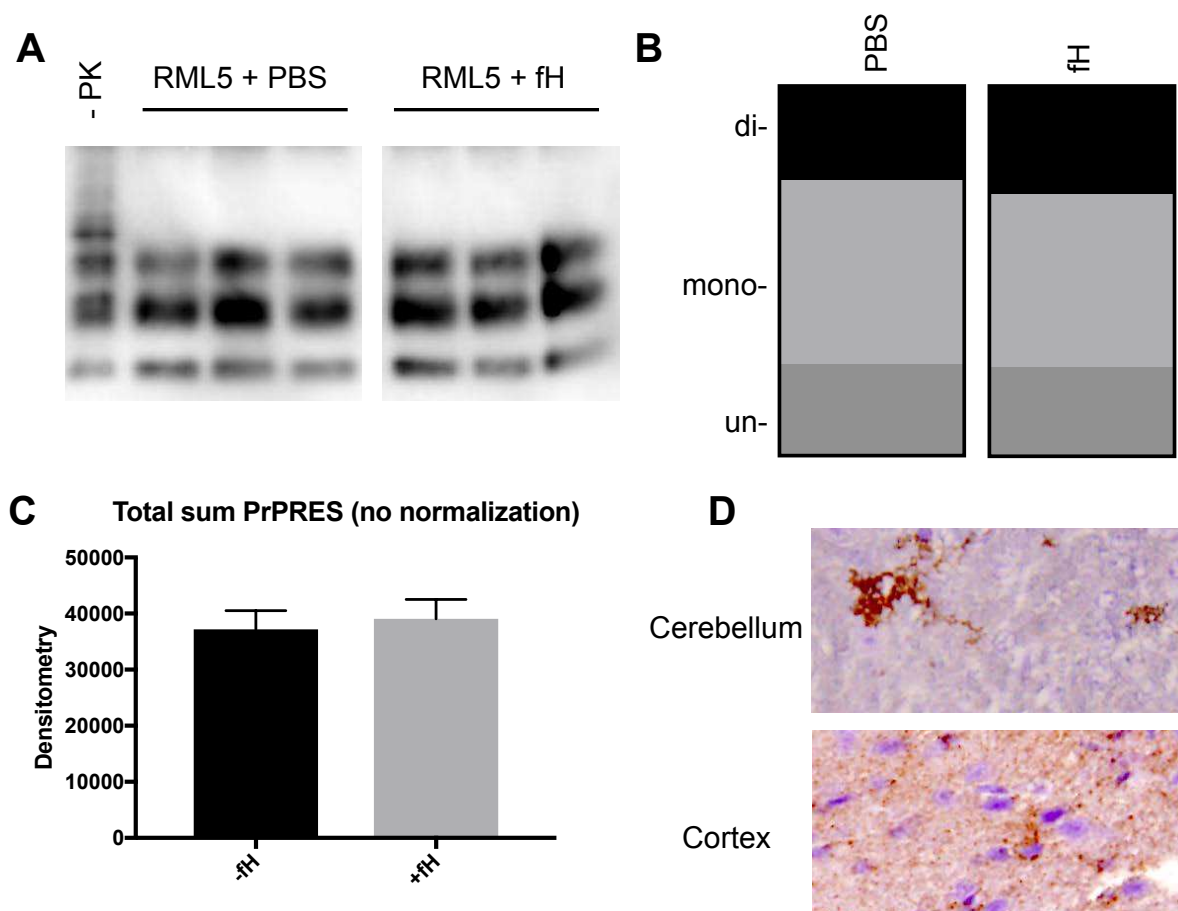 A
- PK
RML5 + PBS
RML5 + fH
B
PBS
fH
di-
mono-
un-
C
Total sum PrPRES (no normalization)
Densitometry
50000
40000
30000
20000
10000
0
-fH
+fH
D
Cerebellum
Cortex